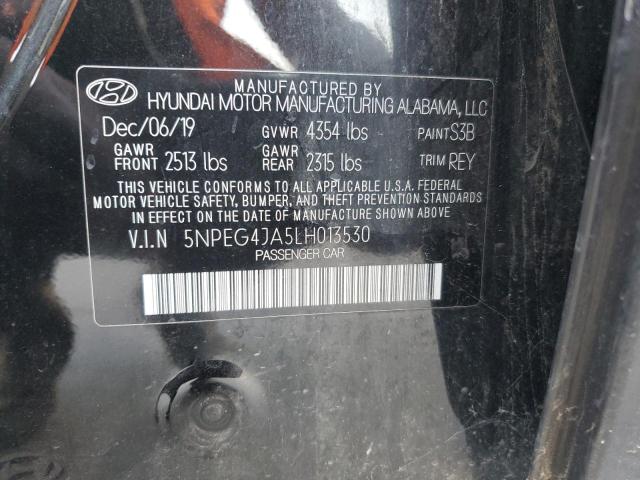 MANUFACTURED BY
HYUNDAI MOTOR MANUFACTURING ALABAMA, LLC
Dec/06/19 GVWR 4354 lbs PAINT S3B
GAWR FRONT 2513 lbs GAWR REAR 2315 lbs TRIM REY
THIS VEHICLE CONFORMS TO ALL APPLICABLE U.S.A. FEDERAL
MOTOR VEHICLE SAFETY, BUMPER, AND THEFT PREVENTION STANDARDS
IN EFFECT ON THE DATE OF MANUFACTURE SHOWN ABOVE.
V.I.N 5NPEG4JA5LH013530
PASSENGER CAR